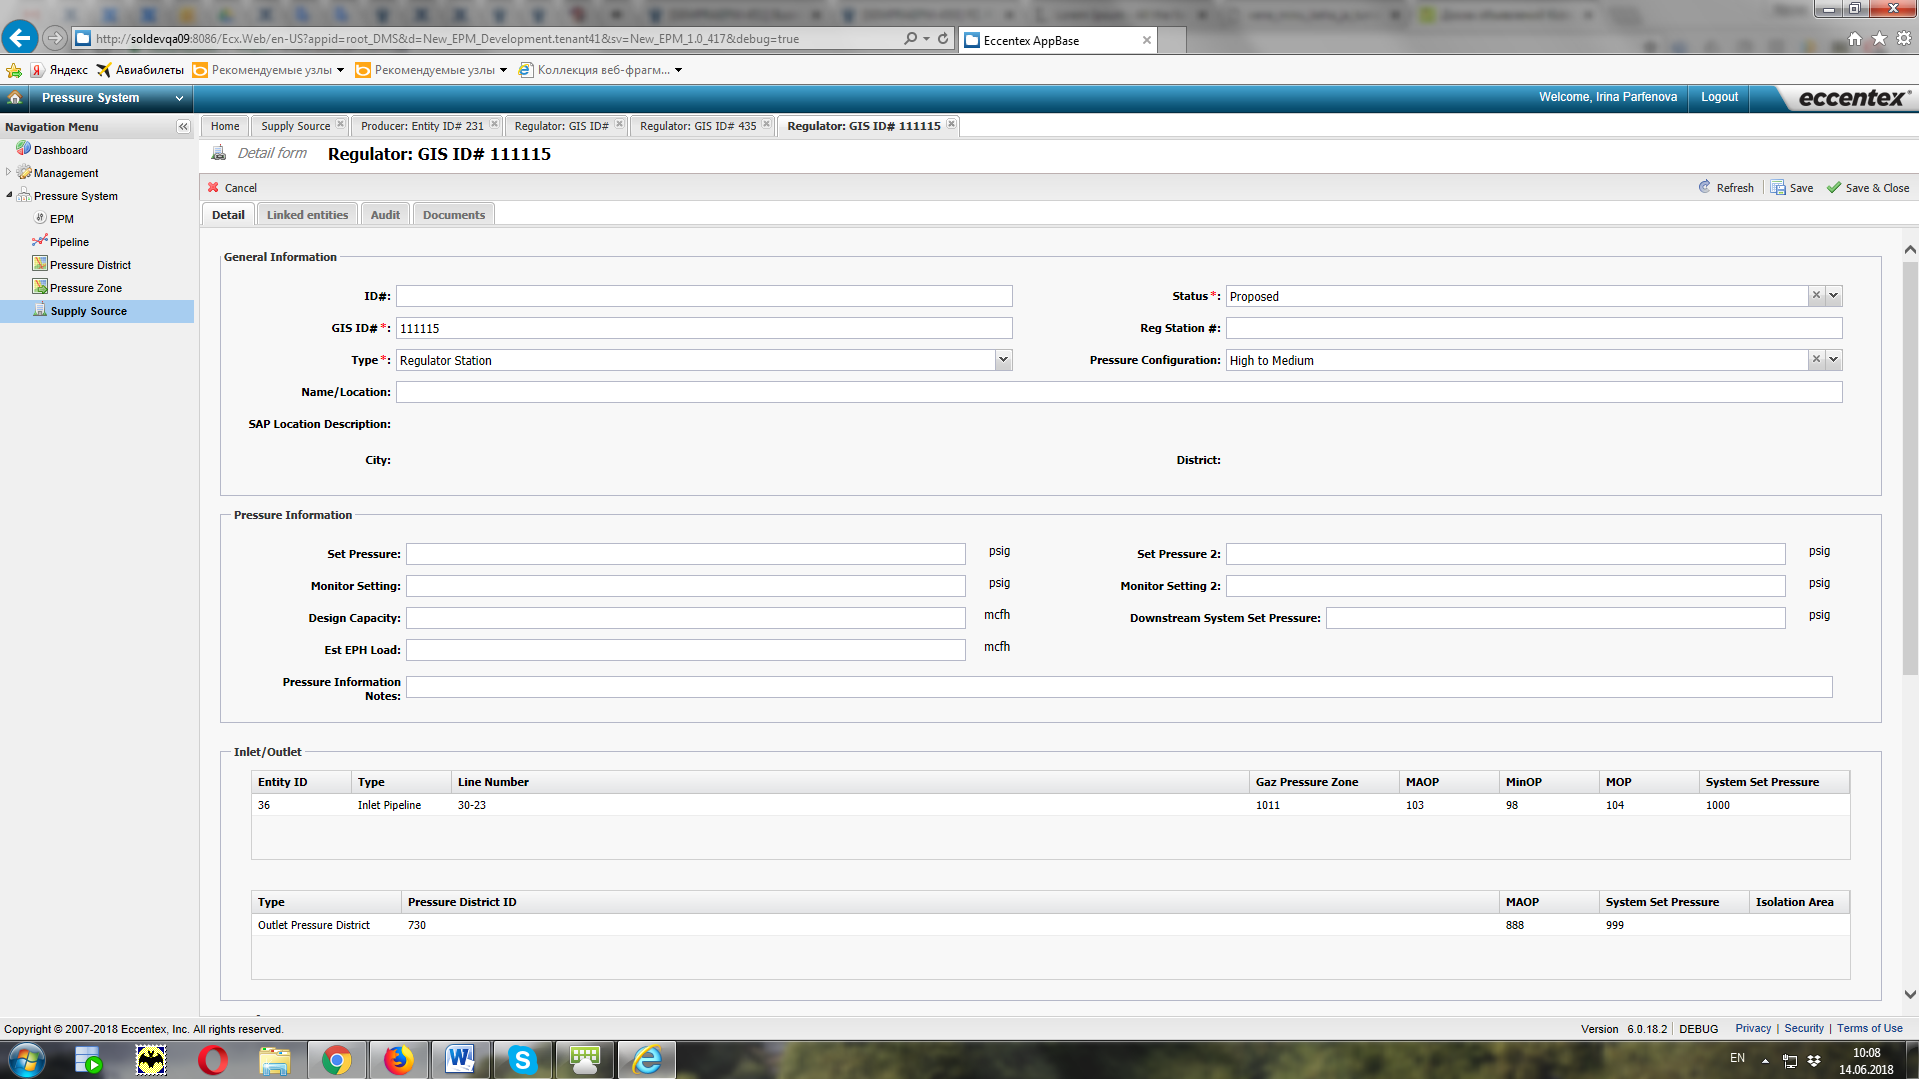 http://soldevqa09:8086/Ecx.Web/en-US?appid=root_DMS&d=New_EPM_Development.tenant41&sv=New_EPM_1.0_417&debug=true
Eccentex AppBase
Яндекс Авиабилеты Рекомендуемые узлы Рекомендуемые узлы Коллекция веб-фрагм...
Pressure System Welcome, Irina Parfenova Logout eccentex
Navigation Menu
Dashboard
Management
Pressure System
EPM
Pipeline
Pressure District
Pressure Zone
Supply Source
Home Supply Source Producer: Entity ID# 231 Regulator: GIS ID# Regulator: GIS ID# 435 Regulator: GIS ID# 111115
Detail form Regulator: GIS ID# 111115
Cancel Refresh Save Save & Close
Detail Linked entities Audit Documents
General Information
ID#: Status*: Proposed
GIS ID#*: 111115 Reg Station #:
Type*: Regulator Station Pressure Configuration: High to Medium
Name/Location:
SAP Location Description:
City: District:
Pressure Information
Set Pressure: psig Set Pressure 2: psig
Monitor Setting: psig Monitor Setting 2: psig
Design Capacity: mcfh Downstream System Set Pressure: psig
Est EPH Load: mcfh
Pressure Information
Notes:
Inlet/Outlet
Entity ID Type Line Number Gaz Pressure Zone MAOP MinOP MOP System Set Pressure
36 Inlet Pipeline 30-23 1011 103 98 104 1000
Type Pressure District ID MAOP System Set Pressure Isolation Area
Outlet Pressure District 730 888 999
Copyright © 2007-2018 Eccentex, Inc. All rights reserved. Version 6.0.18.2 DEBUG Privacy | Security | Terms of Use
EN 10:08
14.06.2018